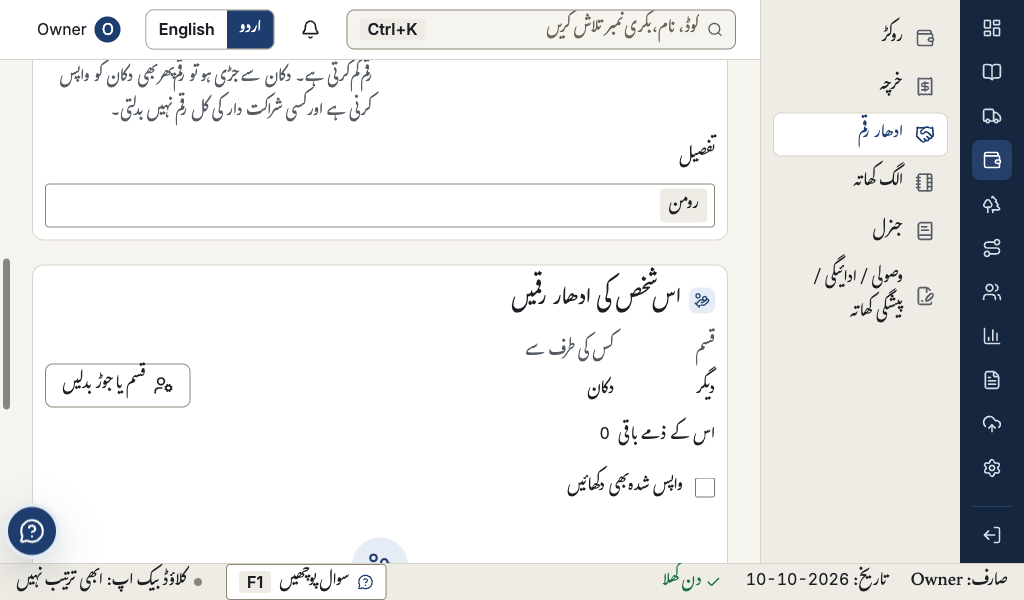 روکڑ
خرچہ
ادھار رقم
الگ کھاتہ
جنرل
وصولی / ادائیگی /
پیشگی کھاتہ
کوڈ، نام، بکری نمبر تلاش کریں
Ctrl+K
اردو
English
O
Owner
رقم کم کرتی ہے۔ دکان سے جڑی ہو تو رقم پھر بھی دکان کو واپس
کرنی ہے اور کسی شراکت دار کی کل رقم نہیں بدلتی۔
تفصیل
رومن
اس شخص کی ادھار رقمیں
قسم کس کی طرف سے
دیگر دکان
قسم یا جوڑ بدلیں
اس کے ذمے باقی 0
واپس شدہ بھی دکھائیں
صارف: Owner
تاریخ: 10-10-2026
دن کھلا
سوال پوچھیں F1
کلاؤڈ بیک اپ: ابھی ترتیب نہیں